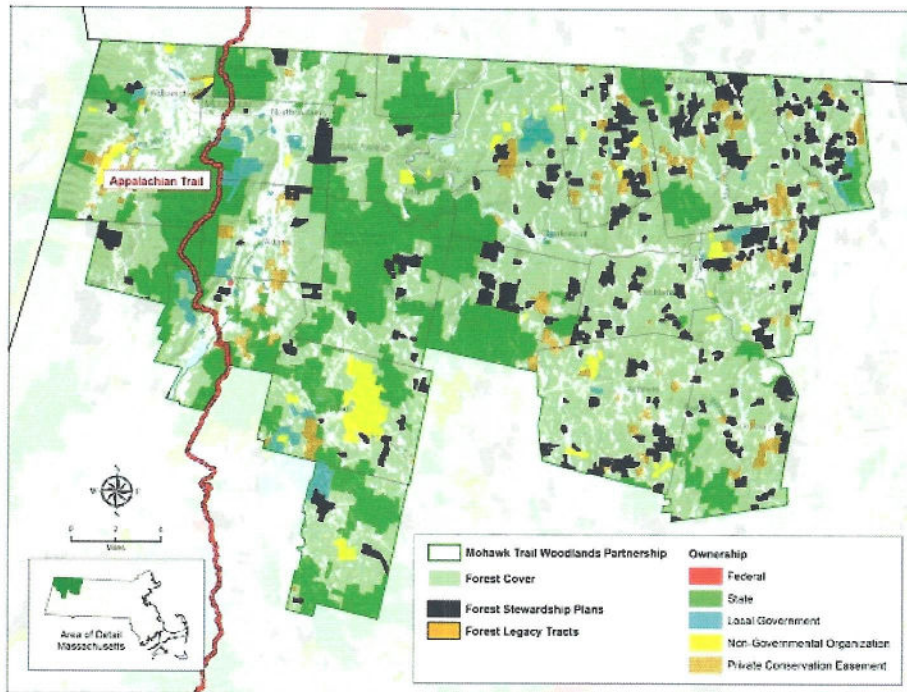 Appalachian Trail
Adams
N
W
E
S
0
2
4
Miles
Area of Detail
Massachusetts
Mohawk Trail Woodlands Partnership
Forest Cover
Forest Stewardship Plans
Forest Legacy Tracts
Ownership
Federal
State
Local Government
Non-Governmental Organization
Private Conservation Easement